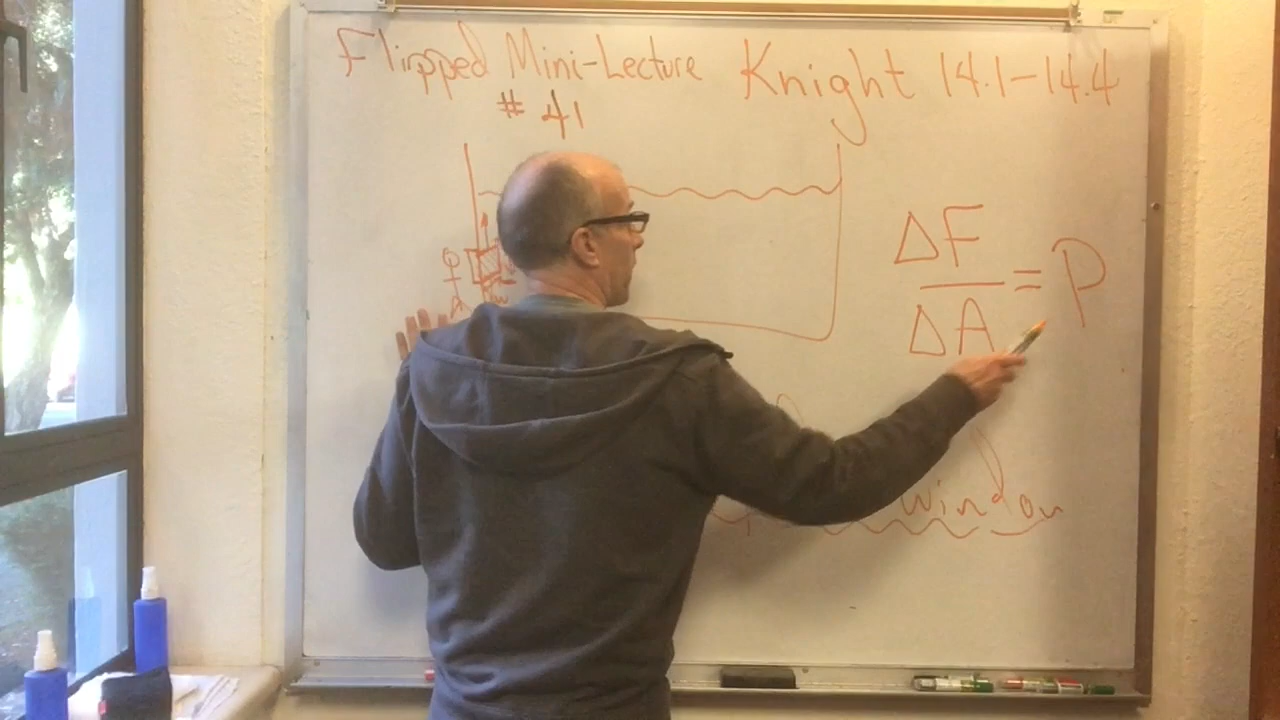 Flipped Mini-Lecture Knight 14.1-14.4
# 41
ΔF
= P
ΔA
window